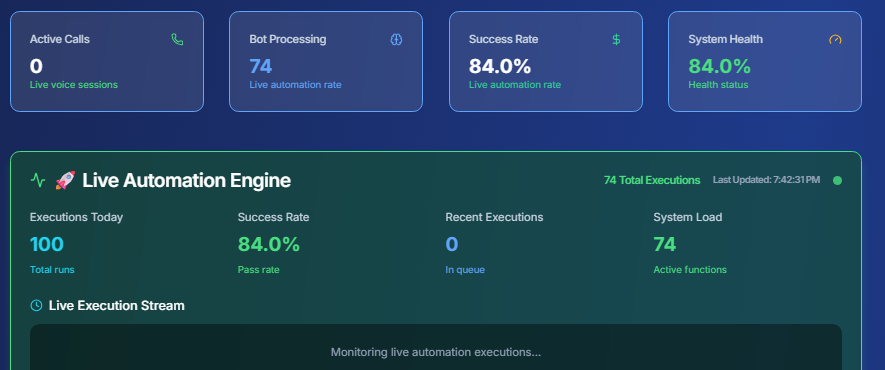 Active Calls
0
Live voice sessions
Bot Processing
74
Live automation rate
Success Rate
84.0%
Live automation rate
System Health
84.0%
Health status
🚀 Live Automation Engine
74 Total Executions
Last Updated: 7:42:31 PM
Executions Today
100
Total runs
Success Rate
84.0%
Pass rate
Recent Executions
0
In queue
System Load
74
Active functions
Live Execution Stream
Monitoring live automation executions...